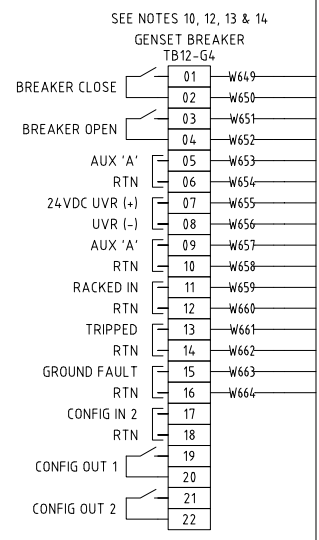 SEE NOTES 10, 12, 13 & 14
GENSET BREAKER
TB12-G4
BREAKER CLOSE
01 W649
02 W650
BREAKER OPEN
03 W651
04 W652
AUX 'A' 05 W653
RTN 06 W654
24VDC UVR (+) 07 W655
UVR (-) 08 W656
AUX 'A' 09 W657
RTN 10 W658
RACKED IN 11 W659
RTN 12 W660
TRIPPED 13 W661
RTN 14 W662
GROUND FAULT 15 W663
RTN 16 W664
CONFIG IN 2 17
RTN 18
CONFIG OUT 1
19
20
CONFIG OUT 2
21
22